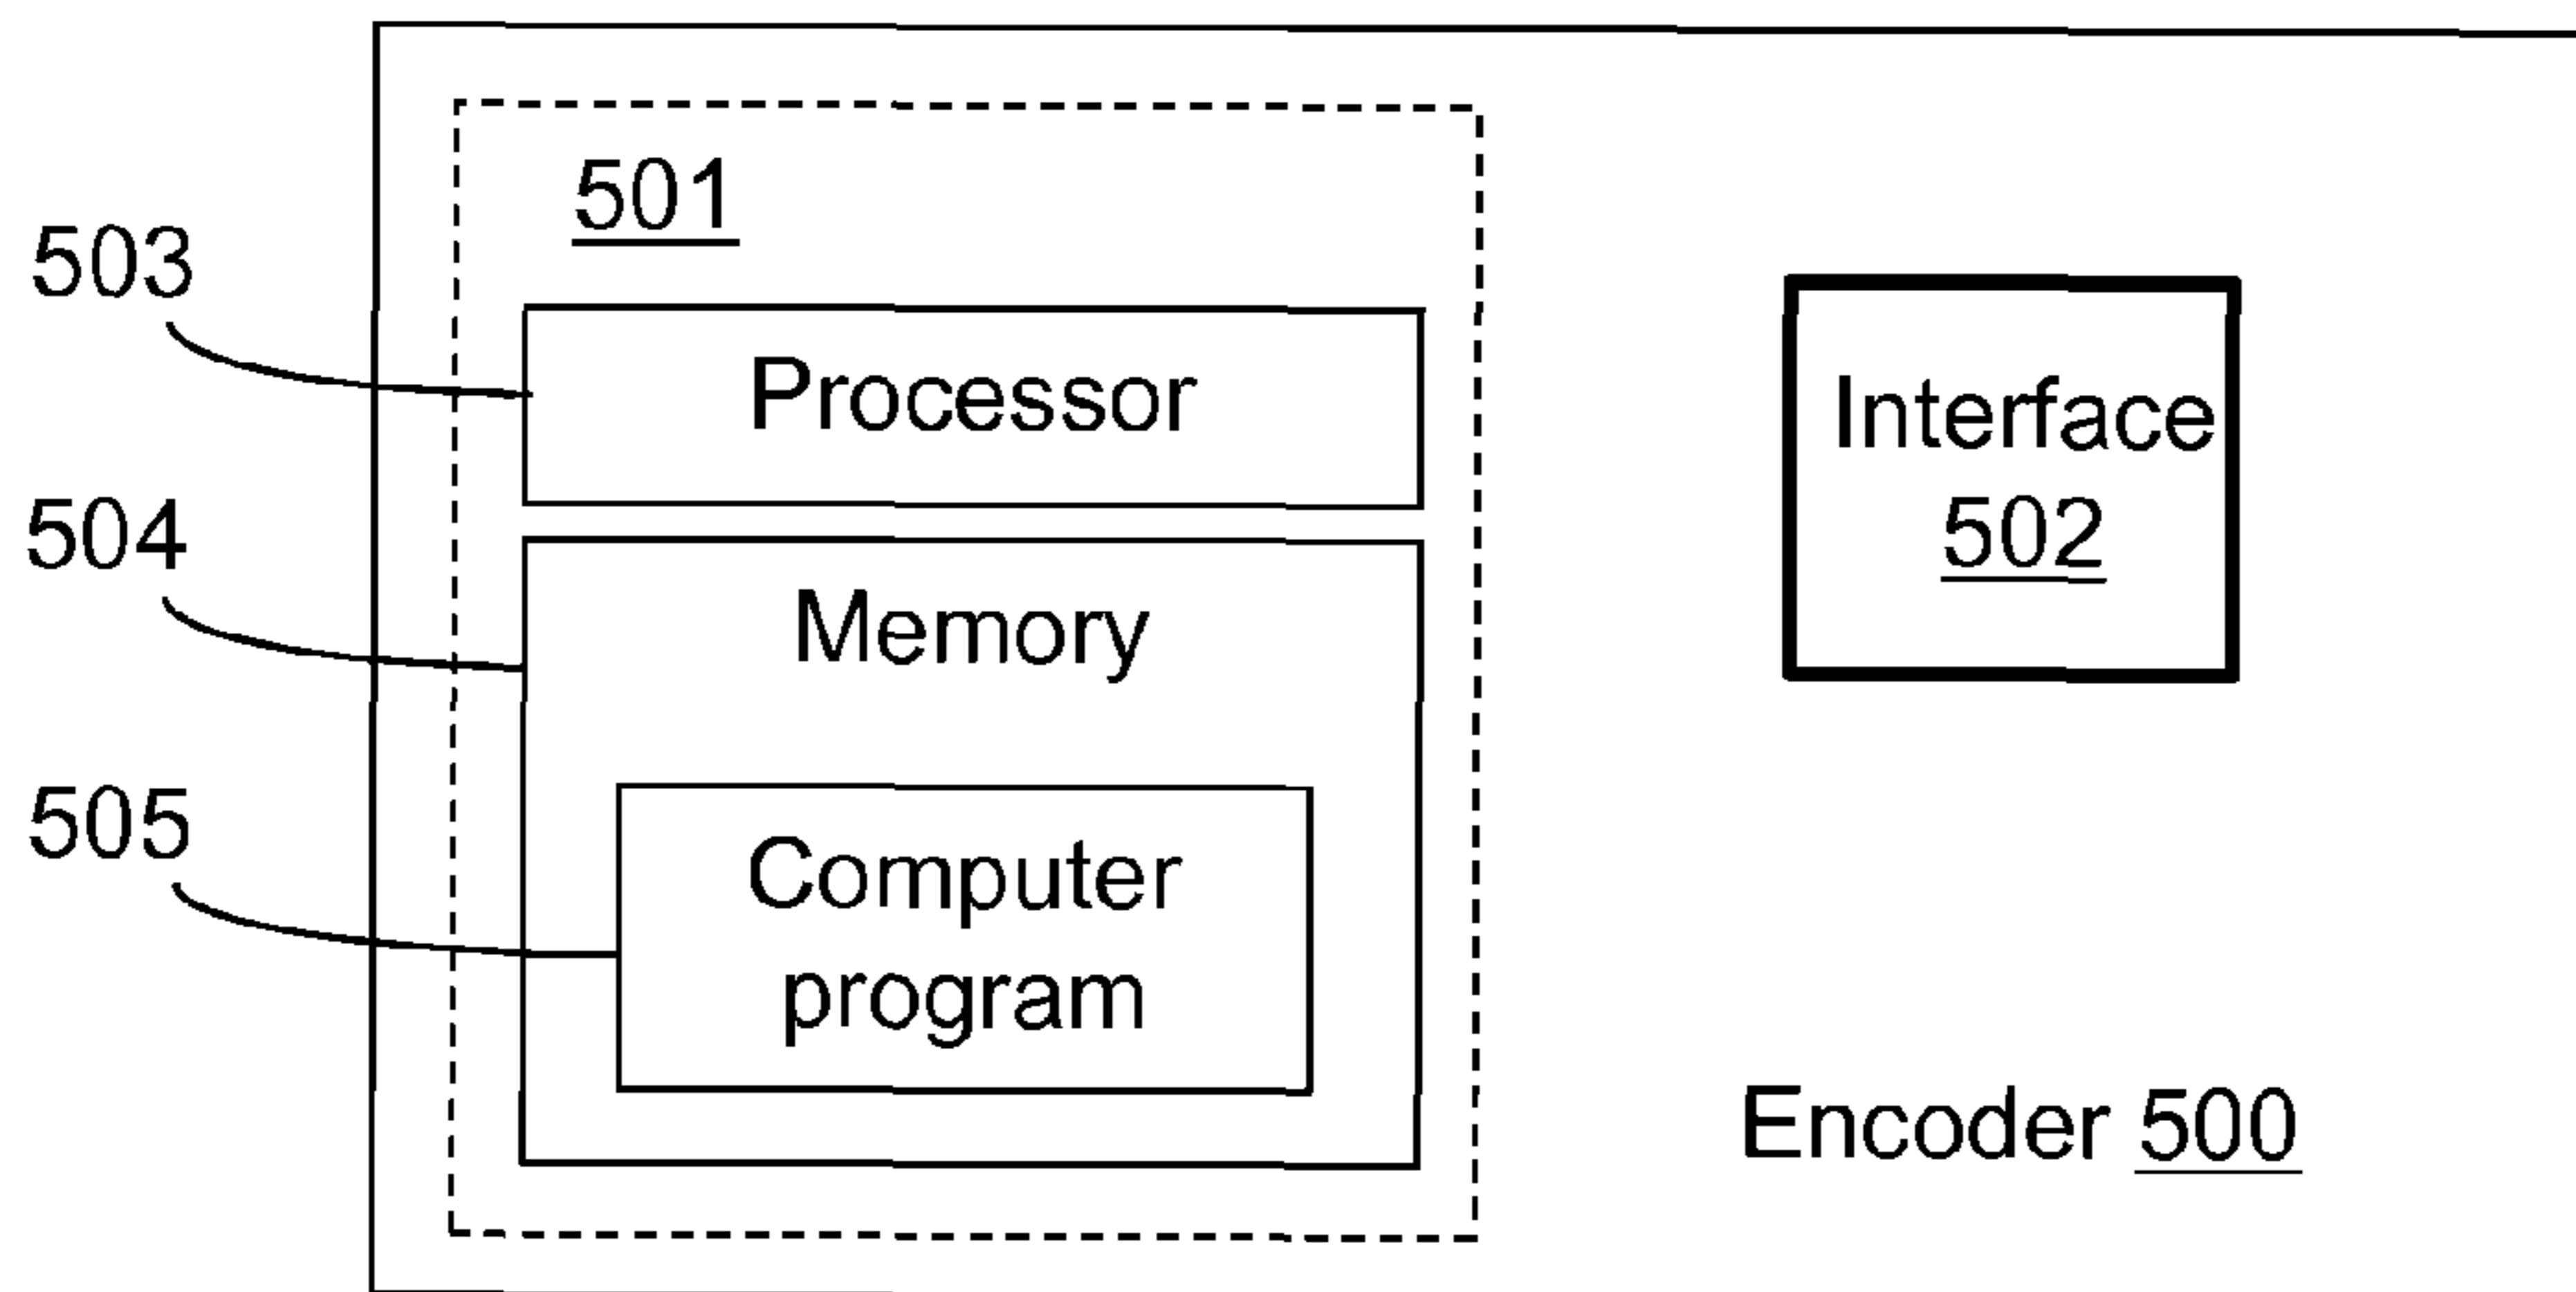 501
503
Processor
Interface
502
504
Memory
505
Computer
program
Encoder 500